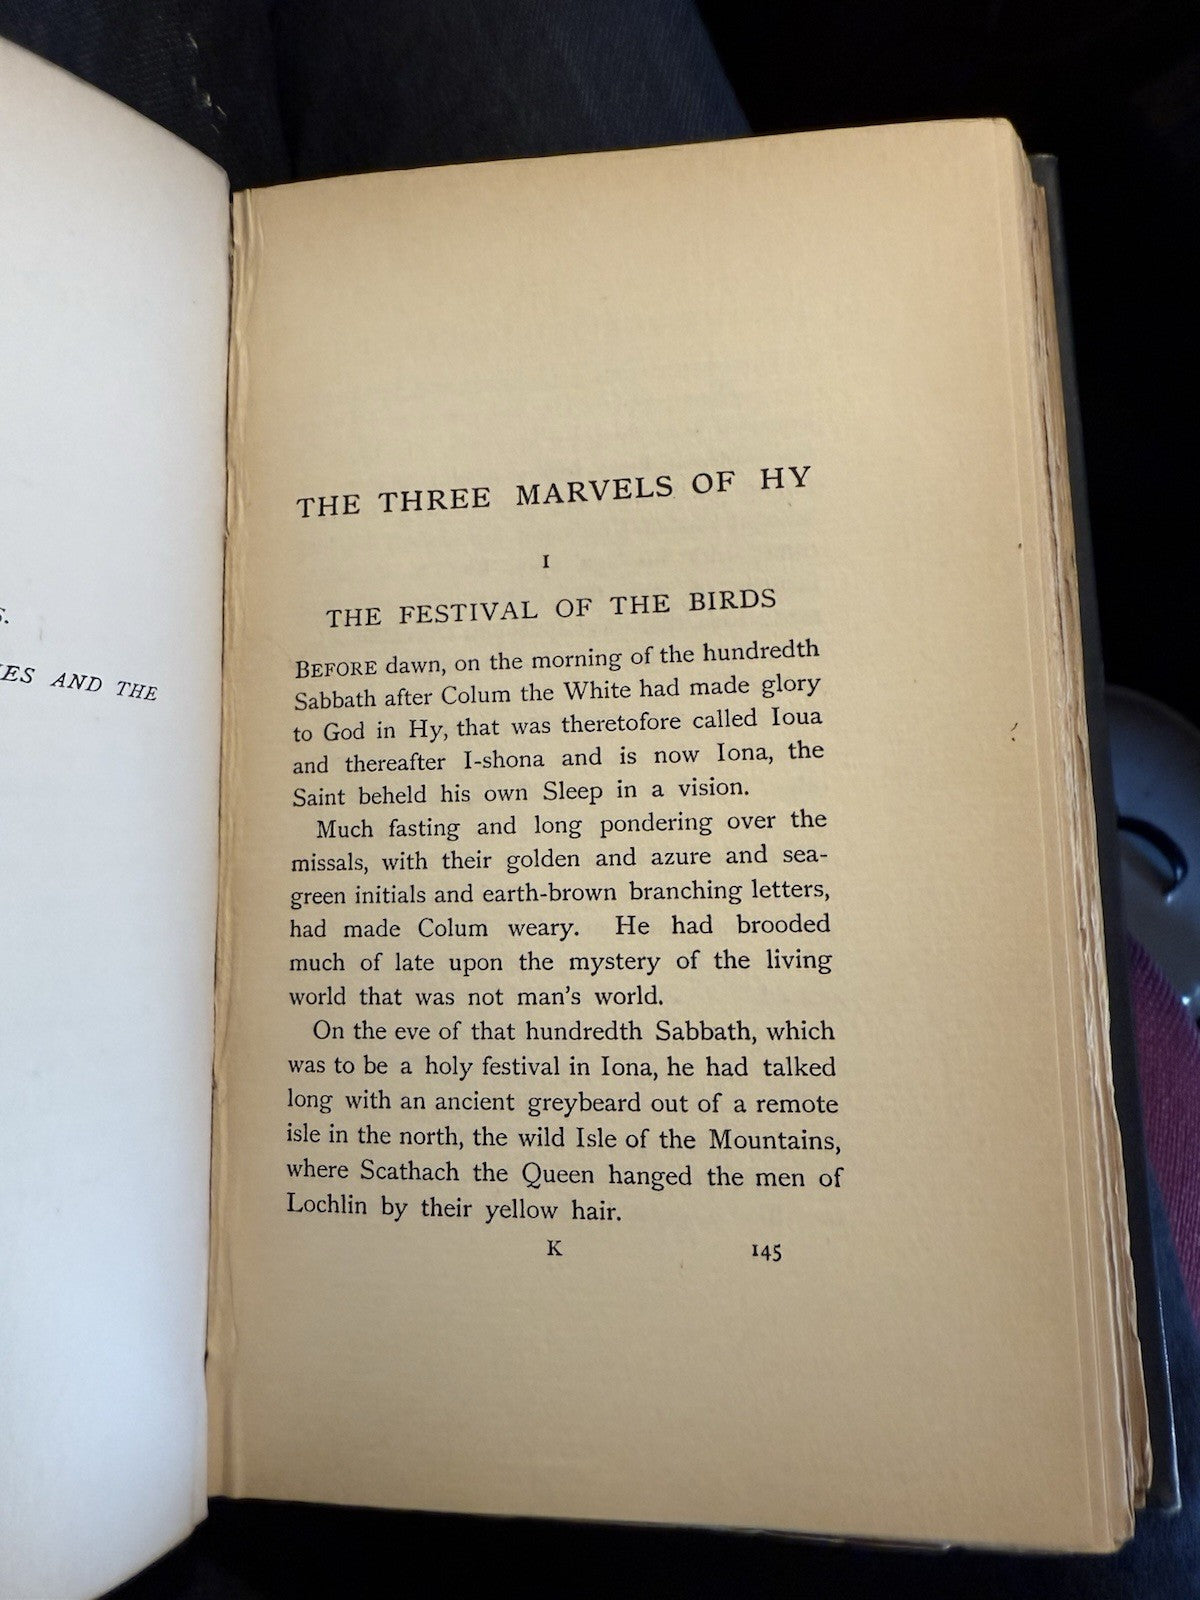 S.
IES AND THE
THE THREE MARVELS OF HY
I
THE FESTIVAL OF THE BIRDS
BEFORE dawn, on the morning of the hundredth
Sabbath after Colum the White had made glory
to God in Hy, that was theretofore called Ioua
and thereafter I-shona and is now Iona, the
Saint beheld his own Sleep in a vision.
Much fasting and long pondering over the
missals, with their golden and azure and sea-
green initials and earth-brown branching letters,
had made Colum weary. He had brooded
much of late upon the mystery of the living
world that was not man's world.
On the eve of that hundredth Sabbath, which
was to be a holy festival in Iona, he had talked
long with an ancient greybeard out of a remote
isle in the north, the wild Isle of the Mountains,
where Scathach the Queen hanged the men of
Lochlin by their yellow hair.
K 145